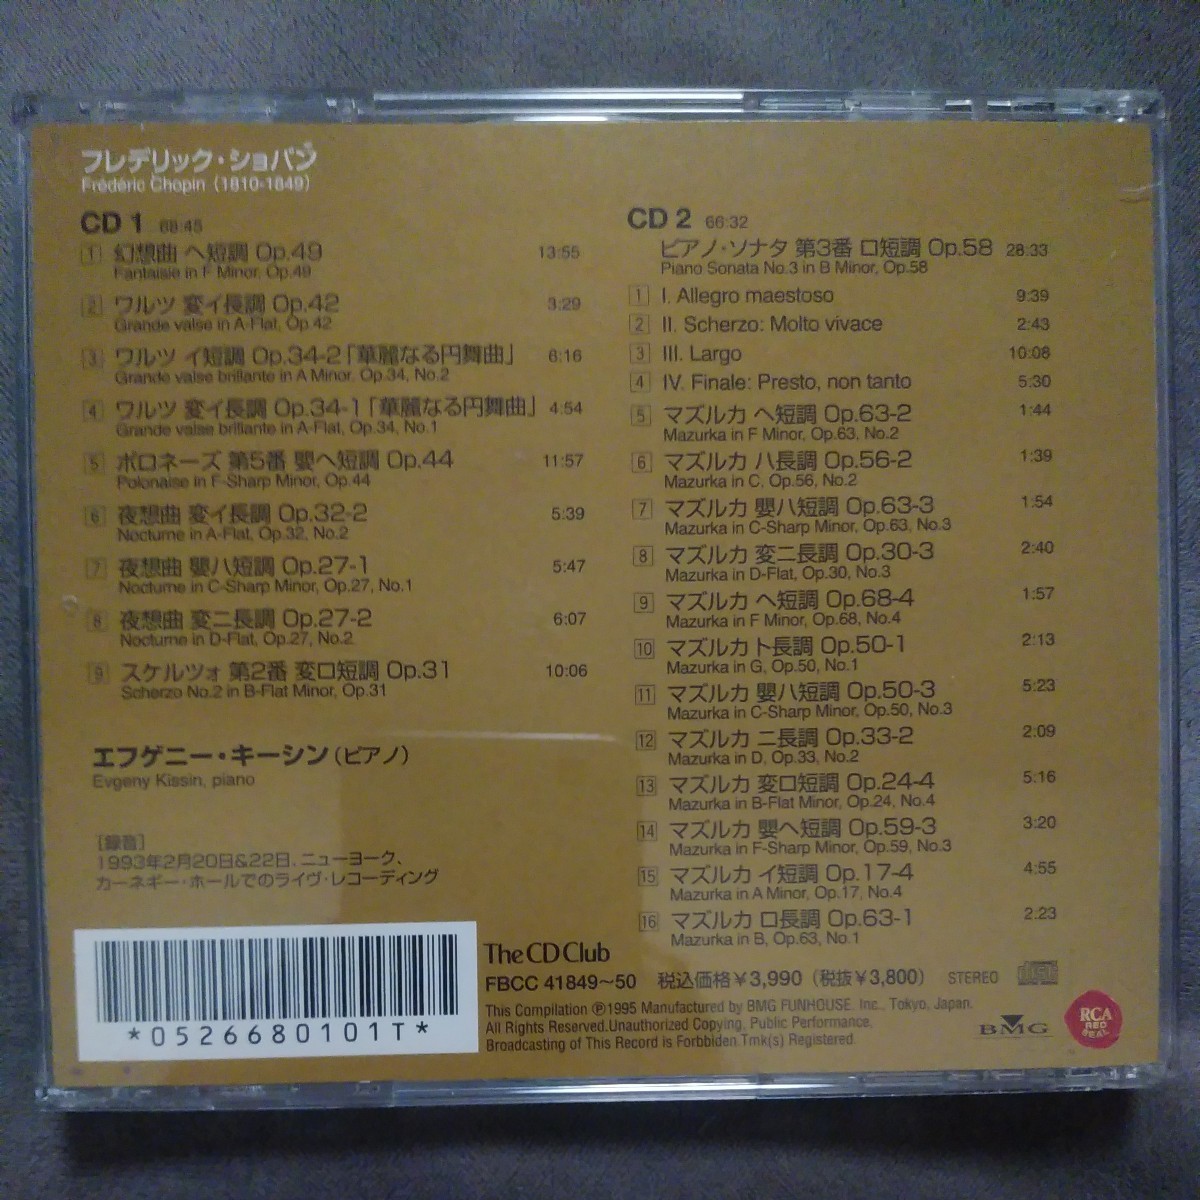 フレデリック・ショパン
Frédéric Chopin (1810-1849)
CD 1 68:45
1 幻想曲 ヘ短調 Op.49 13:55
Fantaisie in F Minor, Op.49
2 ワルツ 変イ長調 Op.42 3:29
Grande valse in A-Flat, Op.42
3 ワルツ イ短調 Op.34-2「華麗なる円舞曲」 6:16
Grande valse brillante in A Minor, Op.34, No.2
4 ワルツ 変イ長調 Op.34-1「華麗なる円舞曲」 4:54
Grande valse brillante in A-Flat, Op.34, No.1
5 ポロネーズ 第5番 嬰ヘ短調 Op.44 11:57
Polonaise in F-Sharp Minor, Op.44
6 夜想曲 変イ長調 Op.32-2 5:39
Nocturne in A-Flat, Op.32, No.2
7 夜想曲 嬰ハ短調 Op.27-1 5:47
Nocturne in C-Sharp Minor, Op.27, No.1
8 夜想曲 変ニ長調 Op.27-2 6:07
Nocturne in D-Flat, Op.27, No.2
9 スケルツォ 第2番 変ロ短調 Op.31 10:06
Scherzo No.2 in B-Flat Minor, Op.31
エフゲニー・キーシン(ピアノ)
Evgeny Kissin, piano
[録音]
1993年2月20日&22日、ニューヨーク、
カーネギー・ホールでのライヴ・レコーディング
CD 2 66:32
ピアノ・ソナタ 第3番 ロ短調 Op.58 28:33
Piano Sonata No.3 in B Minor, Op.58
1 I. Allegro maestoso 9:39
2 II. Scherzo: Molto vivace 2:43
3 III. Largo 10:08
4 IV. Finale: Presto, non tanto 5:30
5 マズルカ ヘ短調 Op.63-2 1:44
Mazurka in F Minor, Op.63, No.2
6 マズルカ ハ長調 Op.56-2 1:39
Mazurka in C, Op.56, No.2
7 マズルカ 嬰ハ短調 Op.63-3 1:54
Mazurka in C-Sharp Minor, Op.63, No.3
8 マズルカ 変ニ長調 Op.30-3 2:40
Mazurka in D-Flat, Op.30, No.3
9 マズルカ ヘ短調 Op.68-4 1:57
Mazurka in F Minor, Op.68, No.4
10 マズルカ ト長調 Op.50-1 2:13
Mazurka in G, Op.50, No.1
11 マズルカ 嬰ハ短調 Op.50-3 5:23
Mazurka in C-Sharp Minor, Op.50, No.3
12 マズルカ ニ長調 Op.33-2 2:09
Mazurka in D, Op.33, No.2
13 マズルカ 変ロ短調 Op.24-4 5:16
Mazurka in B-Flat Minor, Op.24, No.4
14 マズルカ 嬰ヘ短調 Op.59-3 3:20
Mazurka in F-Sharp Minor, Op.59, No.3
15 マズルカ イ短調 Op.17-4 4:55
Mazurka in A Minor, Op.17, No.4
16 マズルカ ロ長調 Op.63-1 2:23
Mazurka in B, Op.63, No.1
*0526680101T*
The CD Club
FBCC 41849~50 税込価格¥3,990 (税抜¥3,800) STEREO
This Compilation ℗1995 Manufactured by BMG FUNHOUSE, Inc., Tokyo, Japan.
All Rights Reserved.Unauthorized Copying, Public Performance,
Broadcasting of This Record is Forbbiden Tmk(s) Registered.
BMG
RCA
RED
SEAL